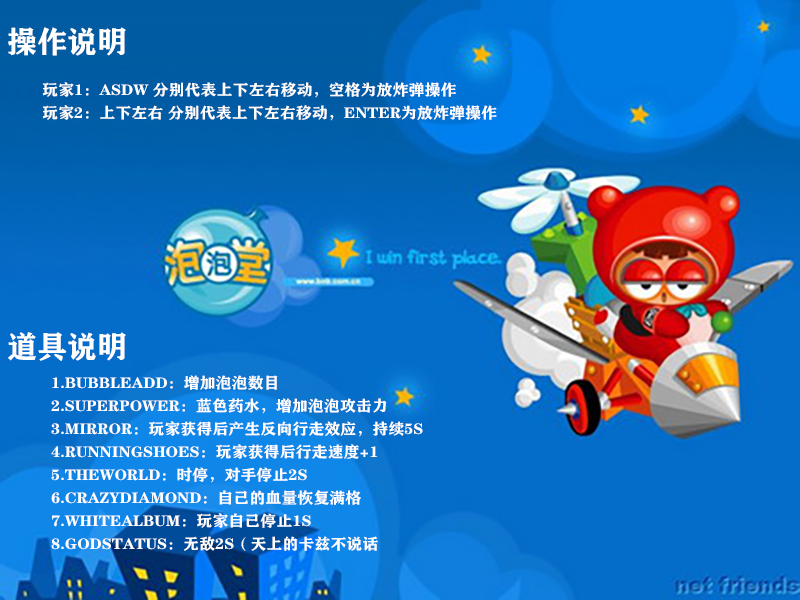 操作说明
玩家1：ASDW 分别代表上下左右移动，空格为放炸弹操作
玩家2：上下左右 分别代表上下左右移动，ENTER为放炸弹操作
泡泡堂
I win first place.
www.bnb.com.cn
道具说明
1.BUBBLEADD：增加泡泡数目
2.SUPERPOWER：蓝色药水，增加泡泡攻击力
3.MIRROR：玩家获得后产生反向行走效应，持续5S
4.RUNNINGSHOES：玩家获得后行走速度+1
5.THEWORLD：时停，对手停止2S
6.CRAZYDIAMOND：自己的血量恢复满格
7.WHITEALBUM：玩家自己停止1S
8.GODSTATUS：无敌2S（天上的卡兹不说话
net friends